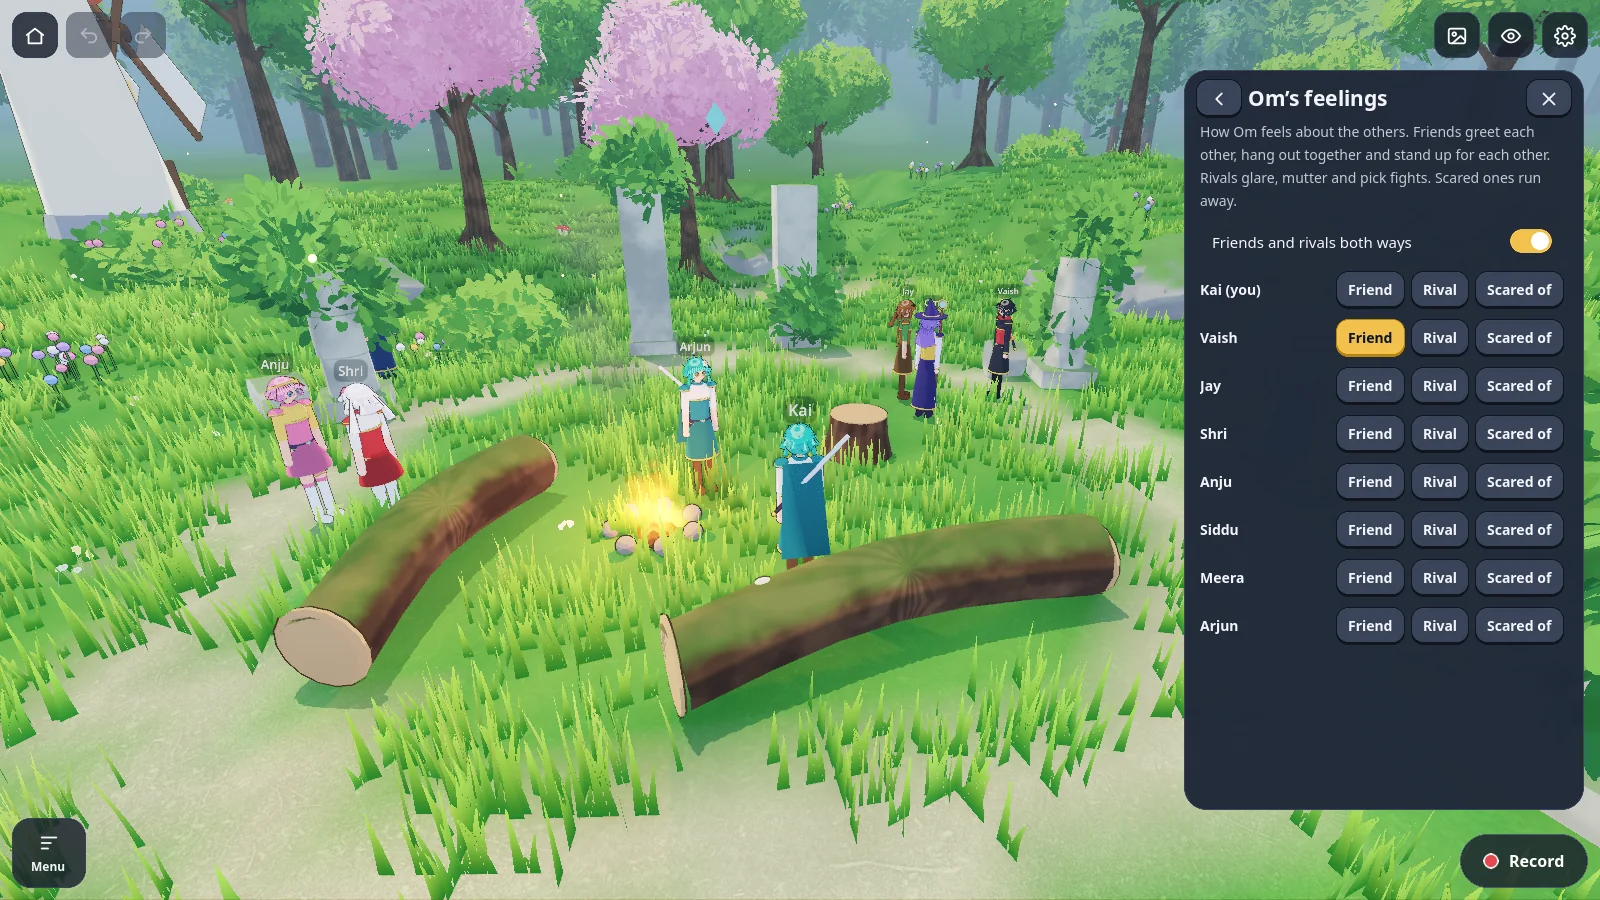 Om's feelings
How Om feels about the others. Friends greet each
other, hang out together and stand up for each other.
Rivals glare, mutter and pick fights. Scared ones run
away.
Friends and rivals both ways
Kai (you) Friend Rival Scared of
Vaish Friend Rival Scared of
Jay Friend Rival Scared of
Shri Friend Rival Scared of
Anju Friend Rival Scared of
Siddu Friend Rival Scared of
Meera Friend Rival Scared of
Arjun Friend Rival Scared of
Jay
Vaish
Arjun
Anju
Shri
Kai
Menu
Record